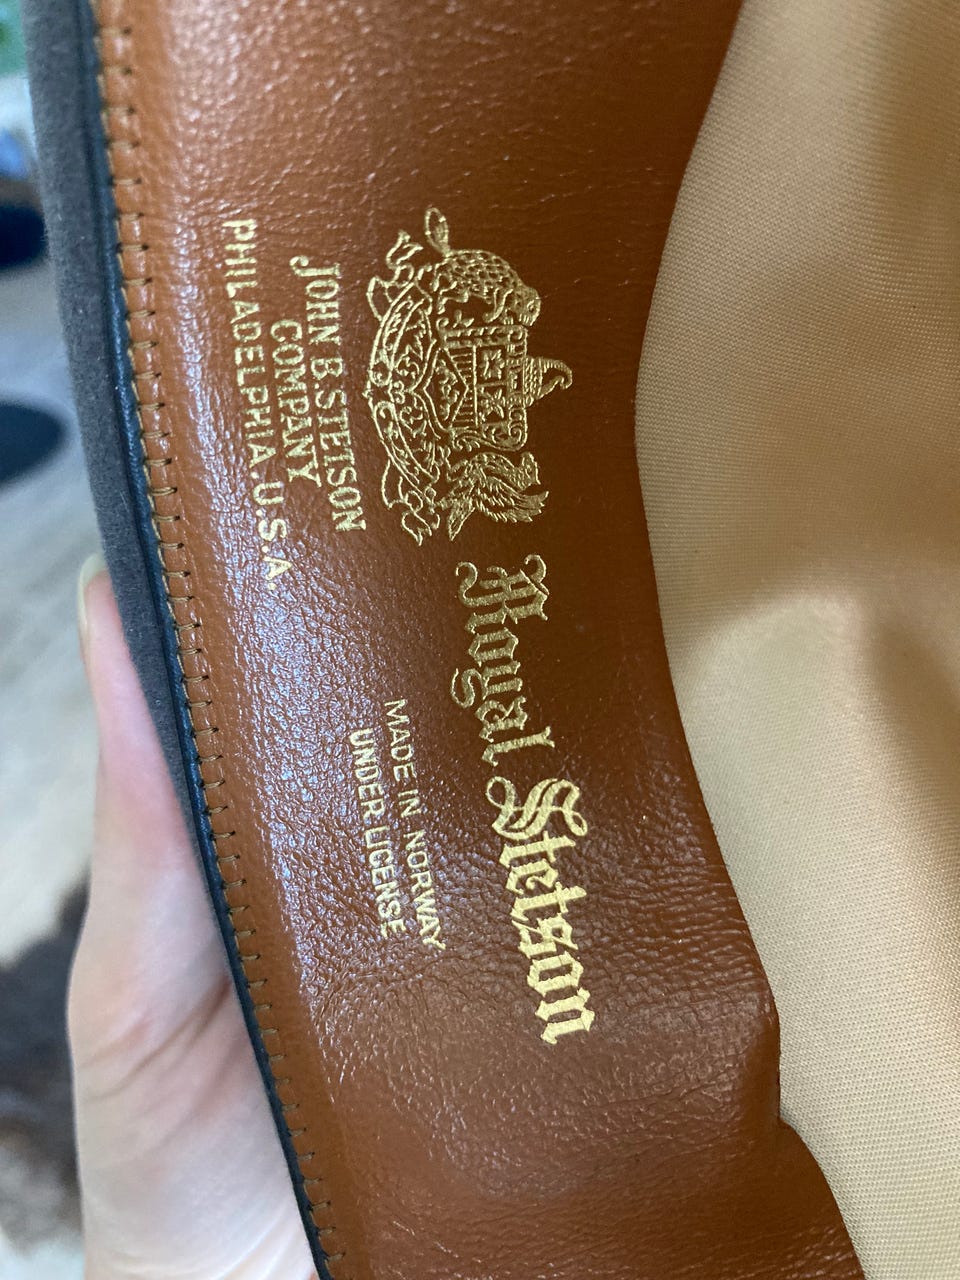 JOHN B. STETSON
COMPANY
PHILADELPHIA. U.S.A.
Royal Stetson
MADE IN NORWAY
UNDER LICENSE